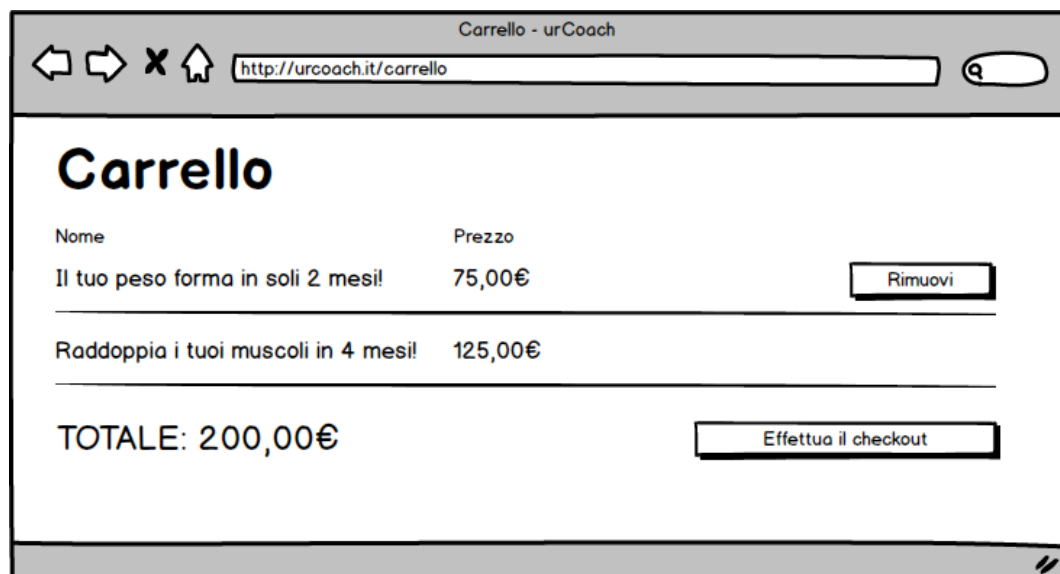 Carrello - urCoach
http://urcoach.it/carrello
Carrello
Nome Prezzo
Il tuo peso forma in soli 2 mesi! 75,00€ Rimuovi
Raddoppia i tuoi muscoli in 4 mesi! 125,00€
TOTALE: 200,00€ Effettua il checkout